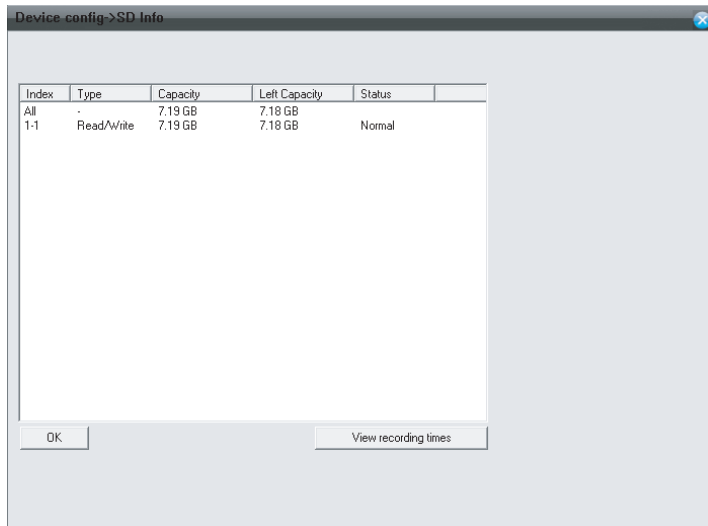 Device config->SD Info
Index Type Capacity Left Capacity Status
All - 7.19 GB 7.18 GB
1-1 Read/Write 7.19 GB 7.18 GB Normal
OK View recording times